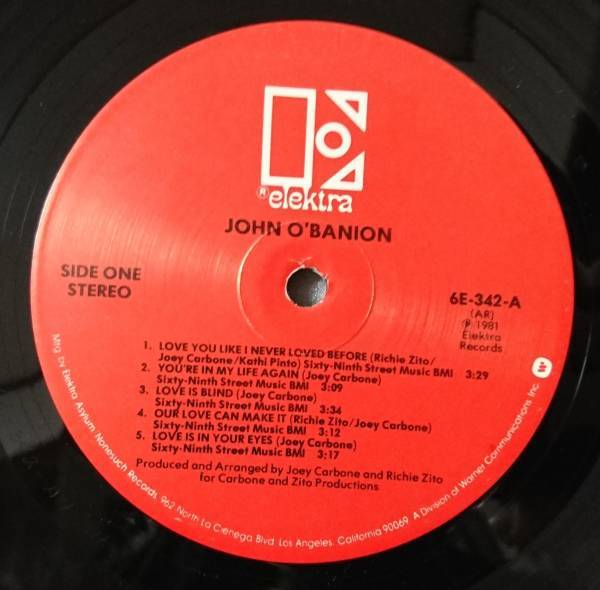 ® elektra
JOHN O'BANION
SIDE ONE
STEREO
6E-342-A
(AR)
℗ 1981
Elektra
Records
1. LOVE YOU LIKE I NEVER LOVED BEFORE (Richie Zito/
Joey Carbone/Kathi Pinto) Sixty-Ninth Street Music BMI 3:29
2. YOU'RE IN MY LIFE AGAIN (Joey Carbone)
Sixty-Ninth Street Music BMI 3:09
3. LOVE IS BLIND (Joey Carbone)
Sixty-Ninth Street Music BMI 3:34
4. OUR LOVE CAN MAKE IT (Richie Zito/Joey Carbone)
Sixty-Ninth Street Music BMI 3:12
5. LOVE IS IN YOUR EYES (Joey Carbone)
Sixty-Ninth Street Music BMI 3:17
Produced and Arranged by Joey Carbone and Richie Zito
for Carbone and Zito Productions
Mfg by Elektra/Asylum/Nonesuch Records, 962 North La Cienega Blvd. Los Angeles, California 90069 A Division of Warner Communications Inc.